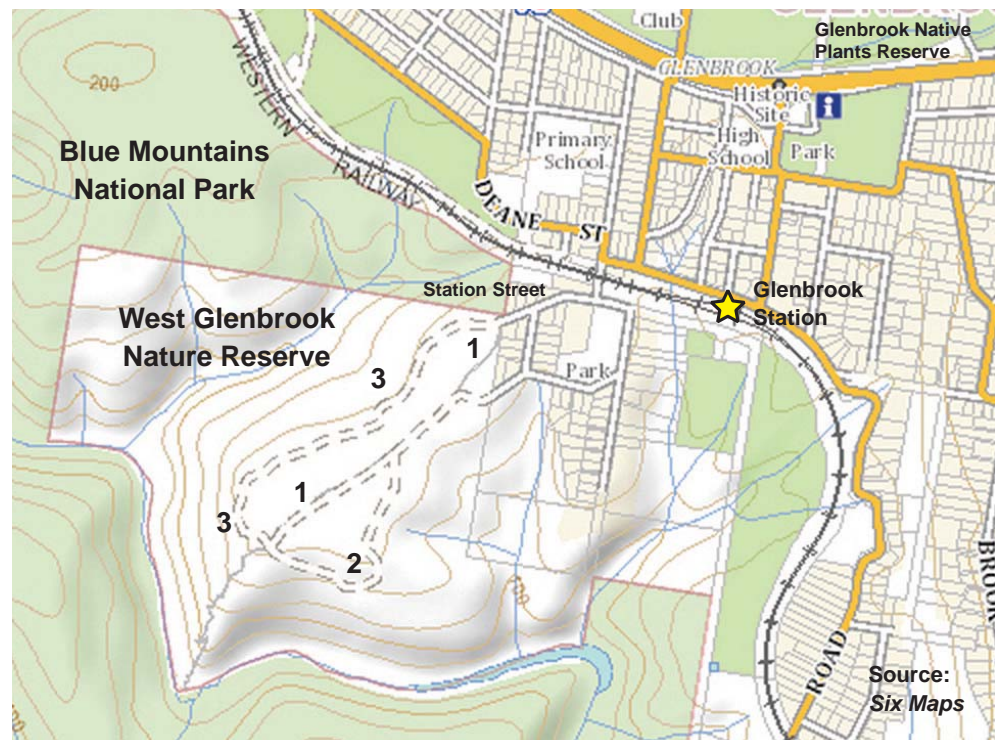 Club
Glenbrook Native
Plants Reserve
GLENBROOK
WESTERN
RAILWAY
200
Historic
Site
i
Primary
School
High
School
Park
Blue Mountains
National Park
DEANE ST
Station Street
Glenbrook
Station
West Glenbrook
Nature Reserve
1
3
Park
1
3
2
BROOK
ROAD
Source:
Six Maps